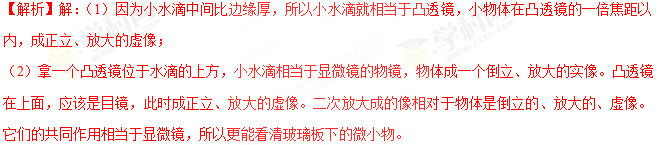 【解析】解：（1）因为小水滴中间比边缘厚，所以小水滴就相当于凸透镜，小物体在凸透镜的一倍焦距以
内，成正立、放大的虚像；
（2）拿一个凸透镜位于水滴的上方，小水滴相当于显微镜的物镜，物体成一个倒立、放大的实像。凸透镜
在上面，应该是目镜，此时成正立、放大的虚像。二次放大成的像相对于物体是倒立的、放大的、虚像。
它们的共同作用相当于显微镜，所以更能看清玻璃板下的微小物。